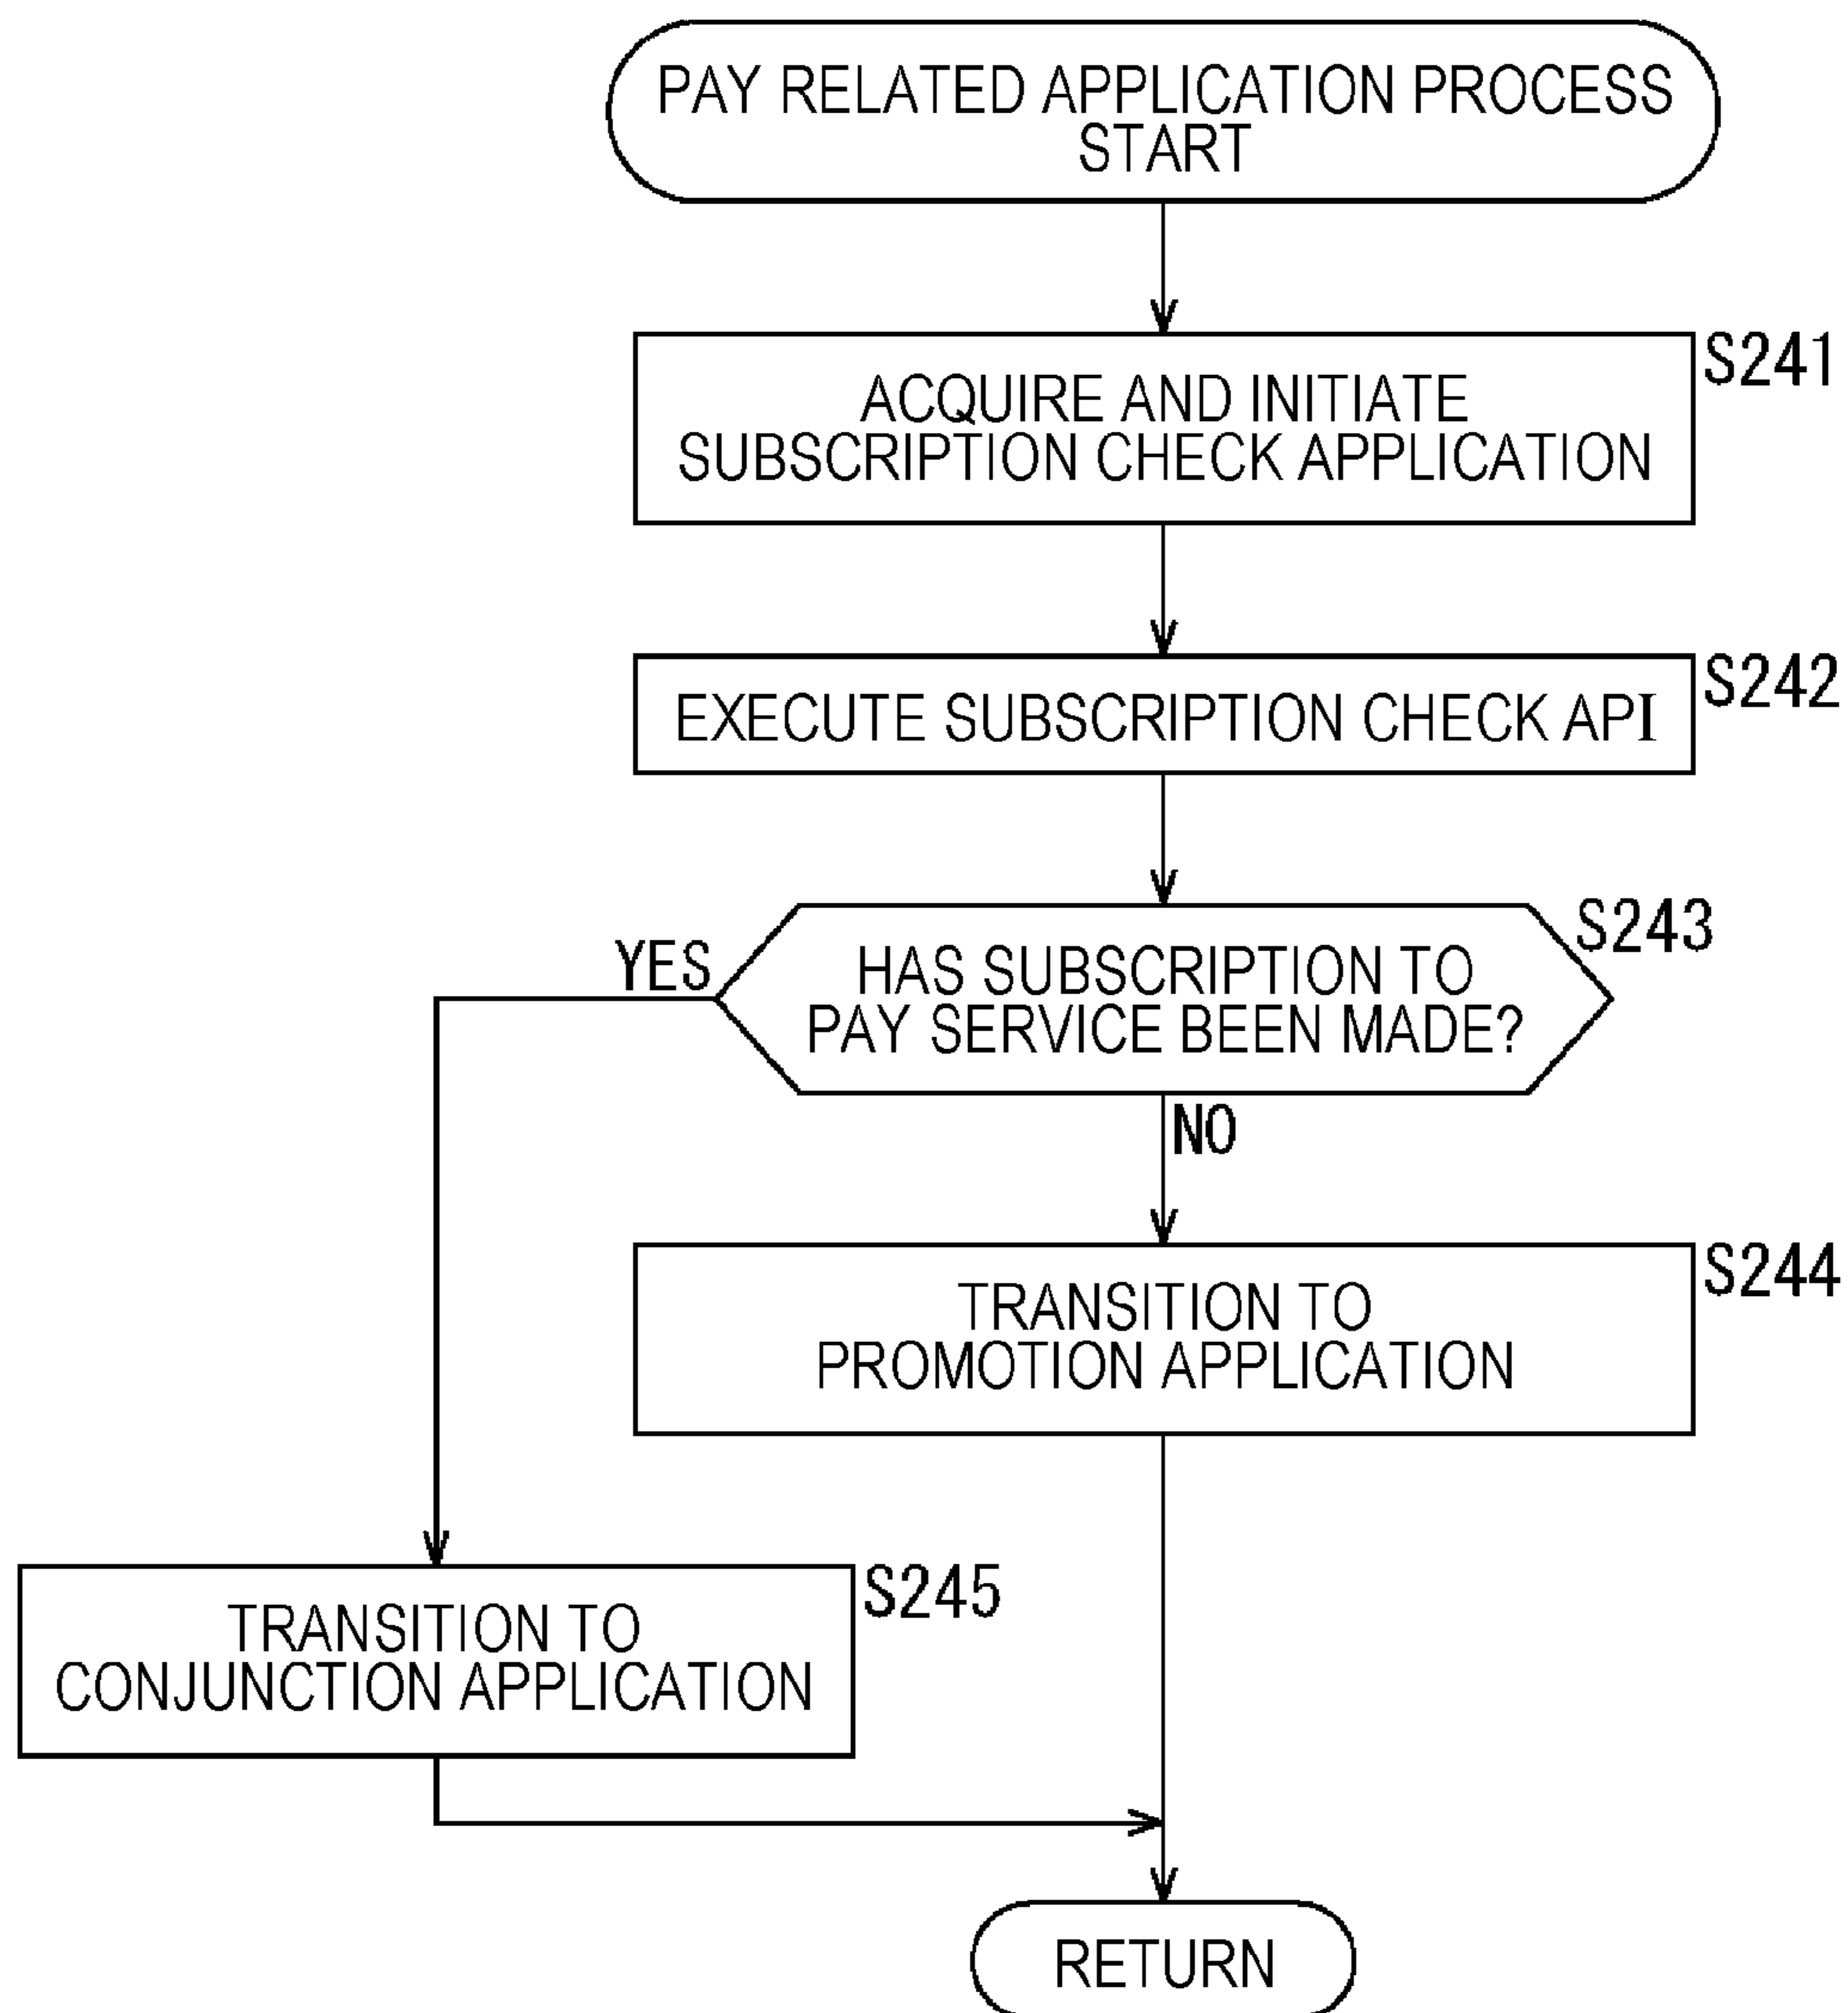 PAY RELATED APPLICATION PROCESS
START
S241
ACQUIRE AND INITIATE
SUBSCRIPTION CHECK APPLICATION
S242
EXECUTE SUBSCRIPTION CHECK API
S243
YES
HAS SUBSCRIPTION TO
PAY SERVICE BEEN MADE?
NO
S244
TRANSITION TO
PROMOTION APPLICATION
S245
TRANSITION TO
CONJUNCTION APPLICATION
RETURN